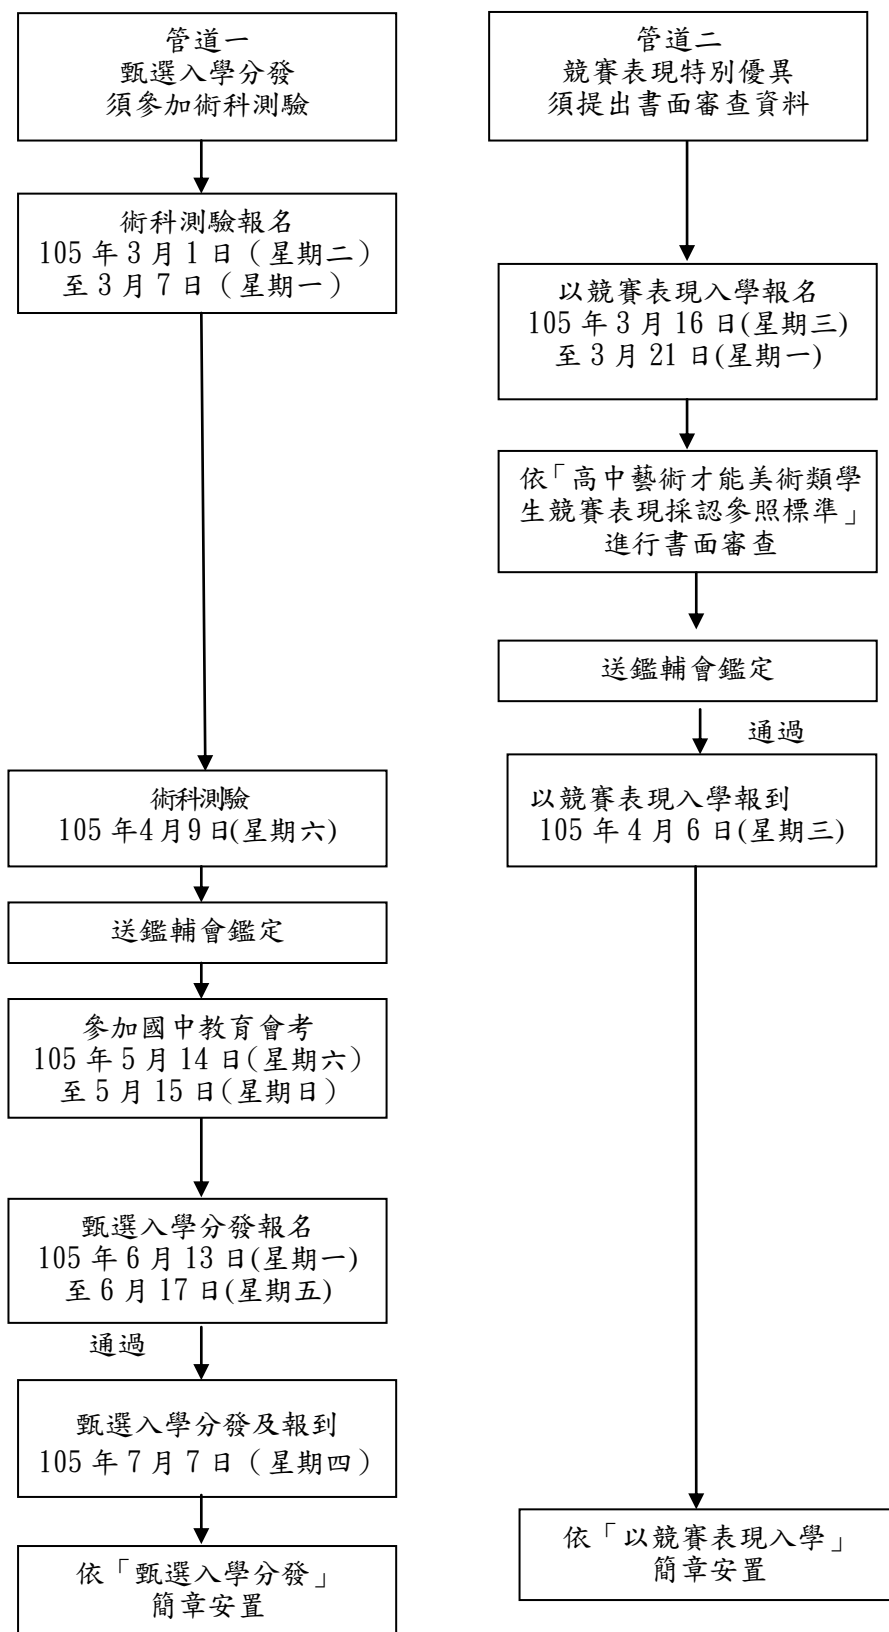 管道一
甄選入學分發
須參加術科測驗
術科測驗報名
105 年 3 月 1 日（星期二）
至 3 月 7 日（星期一）
術科測驗
105 年4月9日(星期六)
送鑑輔會鑑定
參加國中教育會考
105 年 5 月 14 日(星期六)
至 5 月 15 日(星期日)
甄選入學分發報名
105 年 6 月 13 日(星期一)
至 6 月 17 日(星期五)
通過
甄選入學分發及報到
105 年 7 月 7 日（星期四）
依「甄選入學分發」
簡章安置
管道二
競賽表現特別優異
須提出書面審查資料
以競賽表現入學報名
105 年 3 月 16 日(星期三)
至 3 月 21 日(星期一)
依「高中藝術才能美術類學
生競賽表現採認參照標準」
進行書面審查
送鑑輔會鑑定
通過
以競賽表現入學報到
105 年 4 月 6 日(星期三)
依「以競賽表現入學」
簡章安置